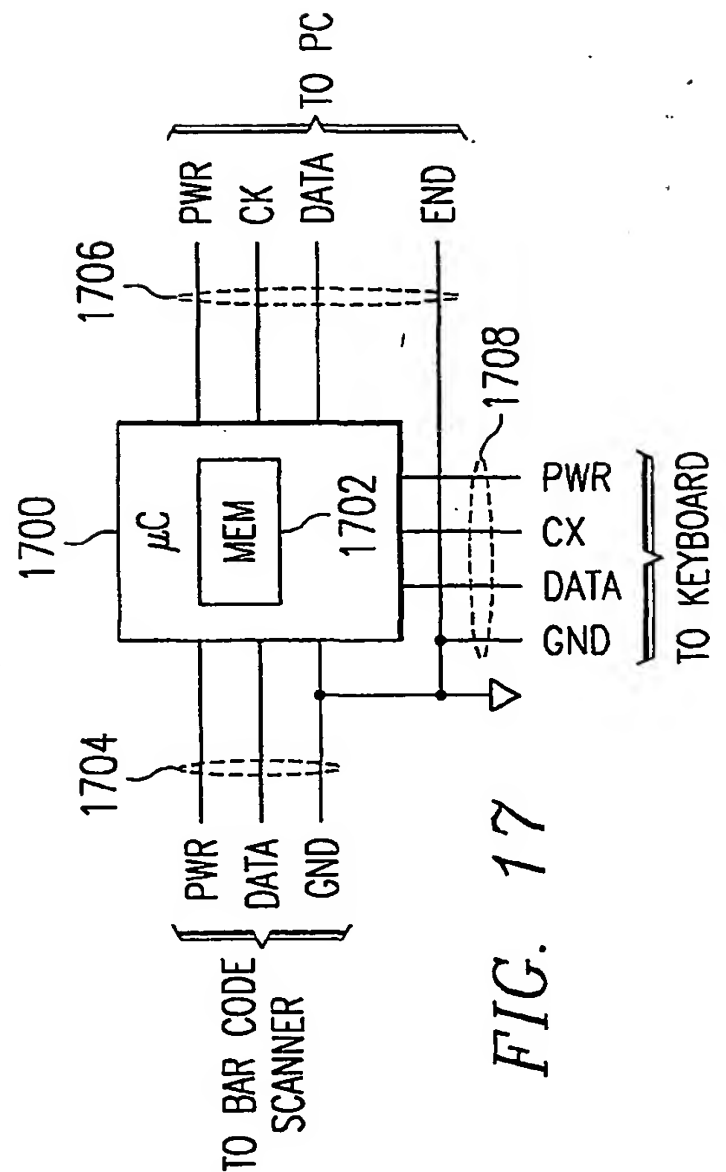 1700
μC
MEM
1702
1704
PWR
DATA
GND
TO BAR CODE
SCANNER
1706
PWR
CK
DATA
END
TO PC
1708
PWR
CX
DATA
GND
TO KEYBOARD
FIG. 17